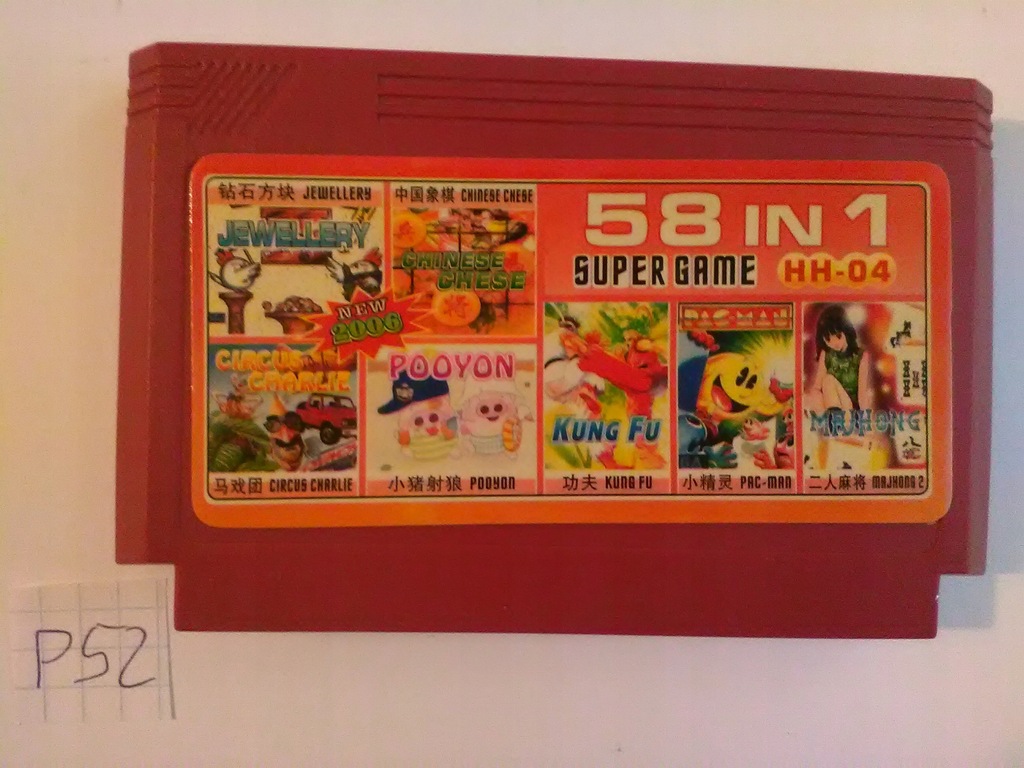 钻石方块 JEWELLERY
JEWELLERY
中国象棋 CHINESE CHESE
CHINESE
CHESE
将
58 IN 1
SUPER GAME HH-04
NEW
2006
CIRCUS
CHARLIE
马戏团 CIRCUS CHARLIE
POOYON
小猪射狼 POOYON
KUNG FU
功夫 KUNG FU
PAC-MAN
小精灵 PAC-MAN
MAJHONG
二人麻将 MAJHONG 2
P52